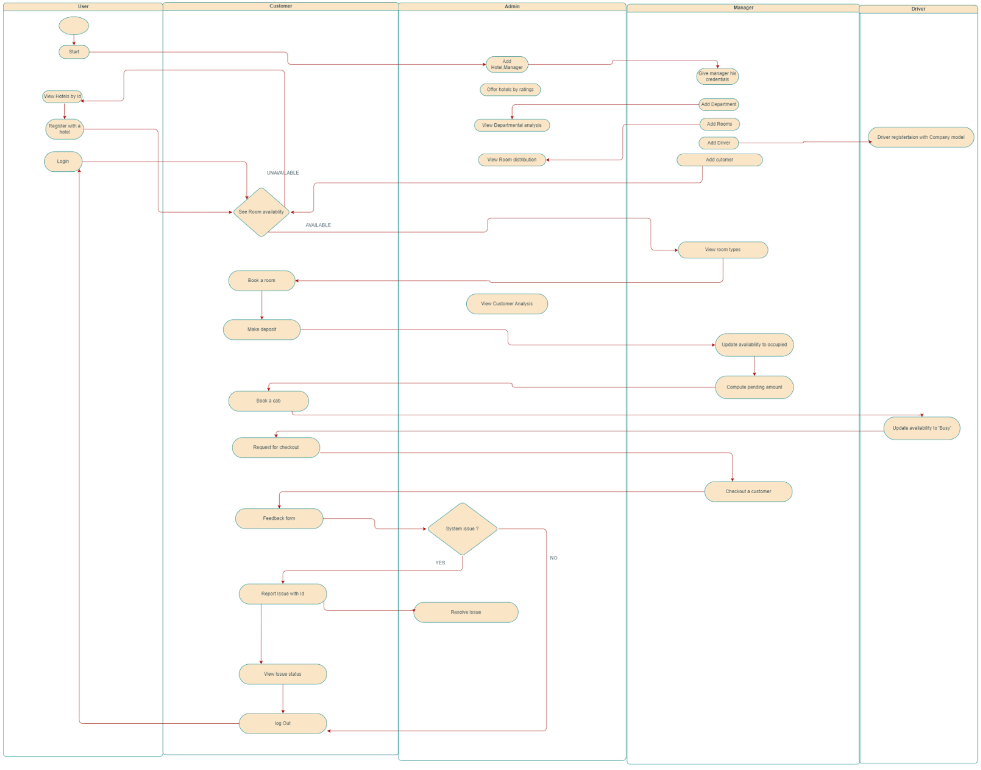 User
Customer
Admin
Manager
Driver
Start
Add
Hotel Manager
Give manager his
credentials
Offer hotels by ratings
View Hotels by id
Add Department
Register with a
hotel
View Departmental analysis
Add Rooms
Driver registertaion with Company model
Add Driver
Login
View Room distribution
Add cutomer
UNAVAILABLE
See Room availability
AVAILABLE
View room types
Book a room
View Customer Analysis
Make deposit
Update availability to occupied
Compute pending amount
Book a cab
Update availability to 'Busy'
Request for checkout
Checkout a customer
Feedback form
System issue ?
NO
YES
Report issue with id
Resolve issue
View Issue status
log Out